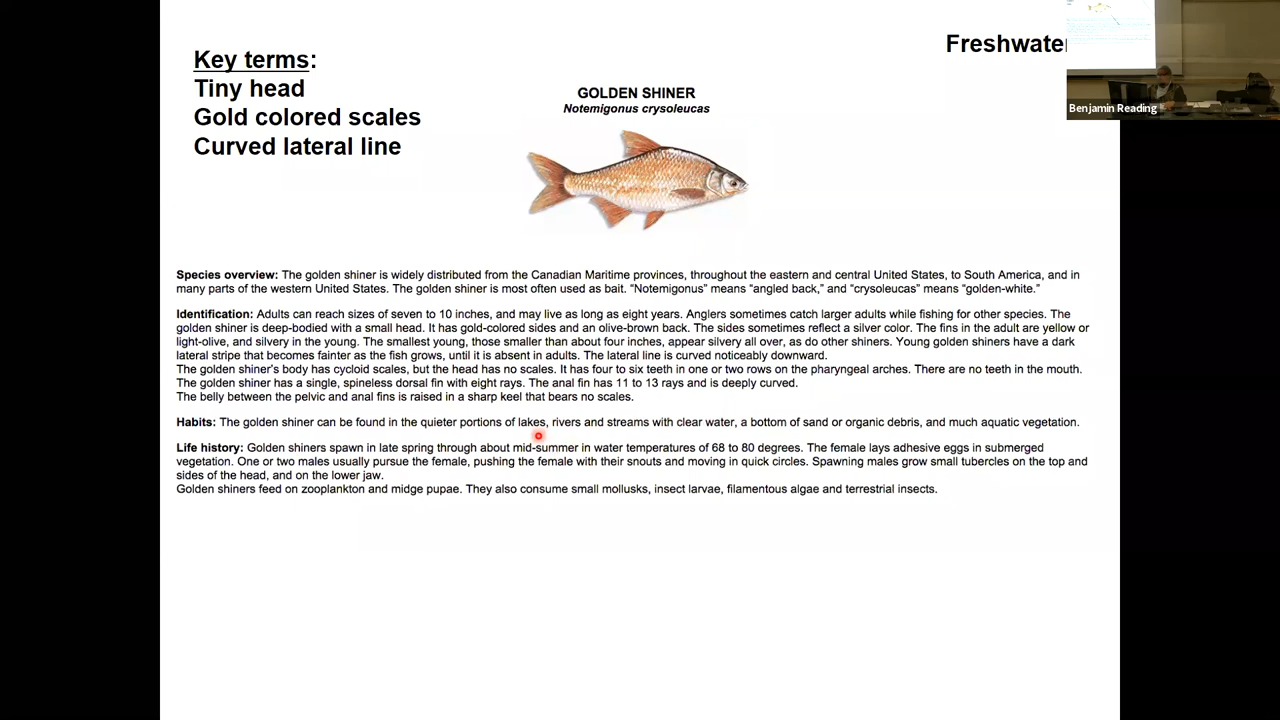 Key terms:
Tiny head
Gold colored scales
Curved lateral line
Freshwater
Benjamin Reading
GOLDEN SHINER
Notemigonus crysoleucas
Species overview: The golden shiner is widely distributed from the Canadian Maritime provinces, throughout the eastern and central United States, to South America, and in
many parts of the western United States. The golden shiner is most often used as bait. “Notemigonus” means “angled back,” and “crysoleucas” means “golden-white.”
Identification: Adults can reach sizes of seven to 10 inches, and may live as long as eight years. Anglers sometimes catch larger adults while fishing for other species. The
golden shiner is deep-bodied with a small head. It has gold-colored sides and an olive-brown back. The sides sometimes reflect a silver color. The fins in the adult are yellow or
light-olive, and silvery in the young. The smallest young, those smaller than about four inches, appear silvery all over, as do other shiners. Young golden shiners have a dark
lateral stripe that becomes fainter as the fish grows, until it is absent in adults. The lateral line is curved noticeably downward.
The golden shiner’s body has cycloid scales, but the head has no scales. It has four to six teeth in one or two rows on the pharyngeal arches. There are no teeth in the mouth.
The golden shiner has a single, spineless dorsal fin with eight rays. The anal fin has 11 to 13 rays and is deeply curved.
The belly between the pelvic and anal fins is raised in a sharp keel that bears no scales.
Habits: The golden shiner can be found in the quieter portions of lakes, rivers and streams with clear water, a bottom of sand or organic debris, and much aquatic vegetation.
Life history: Golden shiners spawn in late spring through about mid-summer in water temperatures of 68 to 80 degrees. The female lays adhesive eggs in submerged
vegetation. One or two males usually pursue the female, pushing the female with their snouts and moving in quick circles. Spawning males grow small tubercles on the top and
sides of the head, and on the lower jaw.
Golden shiners feed on zooplankton and midge pupae. They also consume small mollusks, insect larvae, filamentous algae and terrestrial insects.